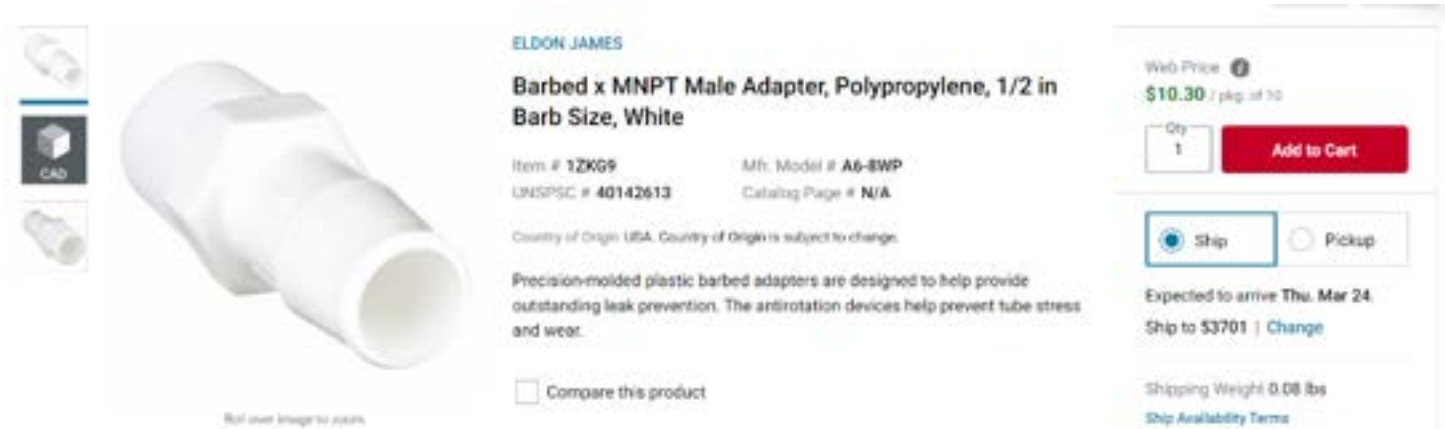 ELDON JAMES
Barbed x MNPT Male Adapter, Polypropylene, 1/2 in
Barb Size, White
Item # 1ZKG9
Mfr. Model # A6-8WP
UNSPSC # 40142613
Catalog Page # N/A
Country of Origin USA. Country of Origin is subject to change.
Precision-molded plastic barbed adapters are designed to help provide
outstanding leak prevention. The antirotation devices help prevent tube stress
and wear.
Compare this product
CAD
Roll over image to zoom.
Web Price
$10.30 / pkg. of 10
Qty
1
Add to Cart
Ship
Pickup
Expected to arrive Thu. Mar 24.
Ship to 53701 | Change
Shipping Weight 0.08 lbs
Ship Availability Terms